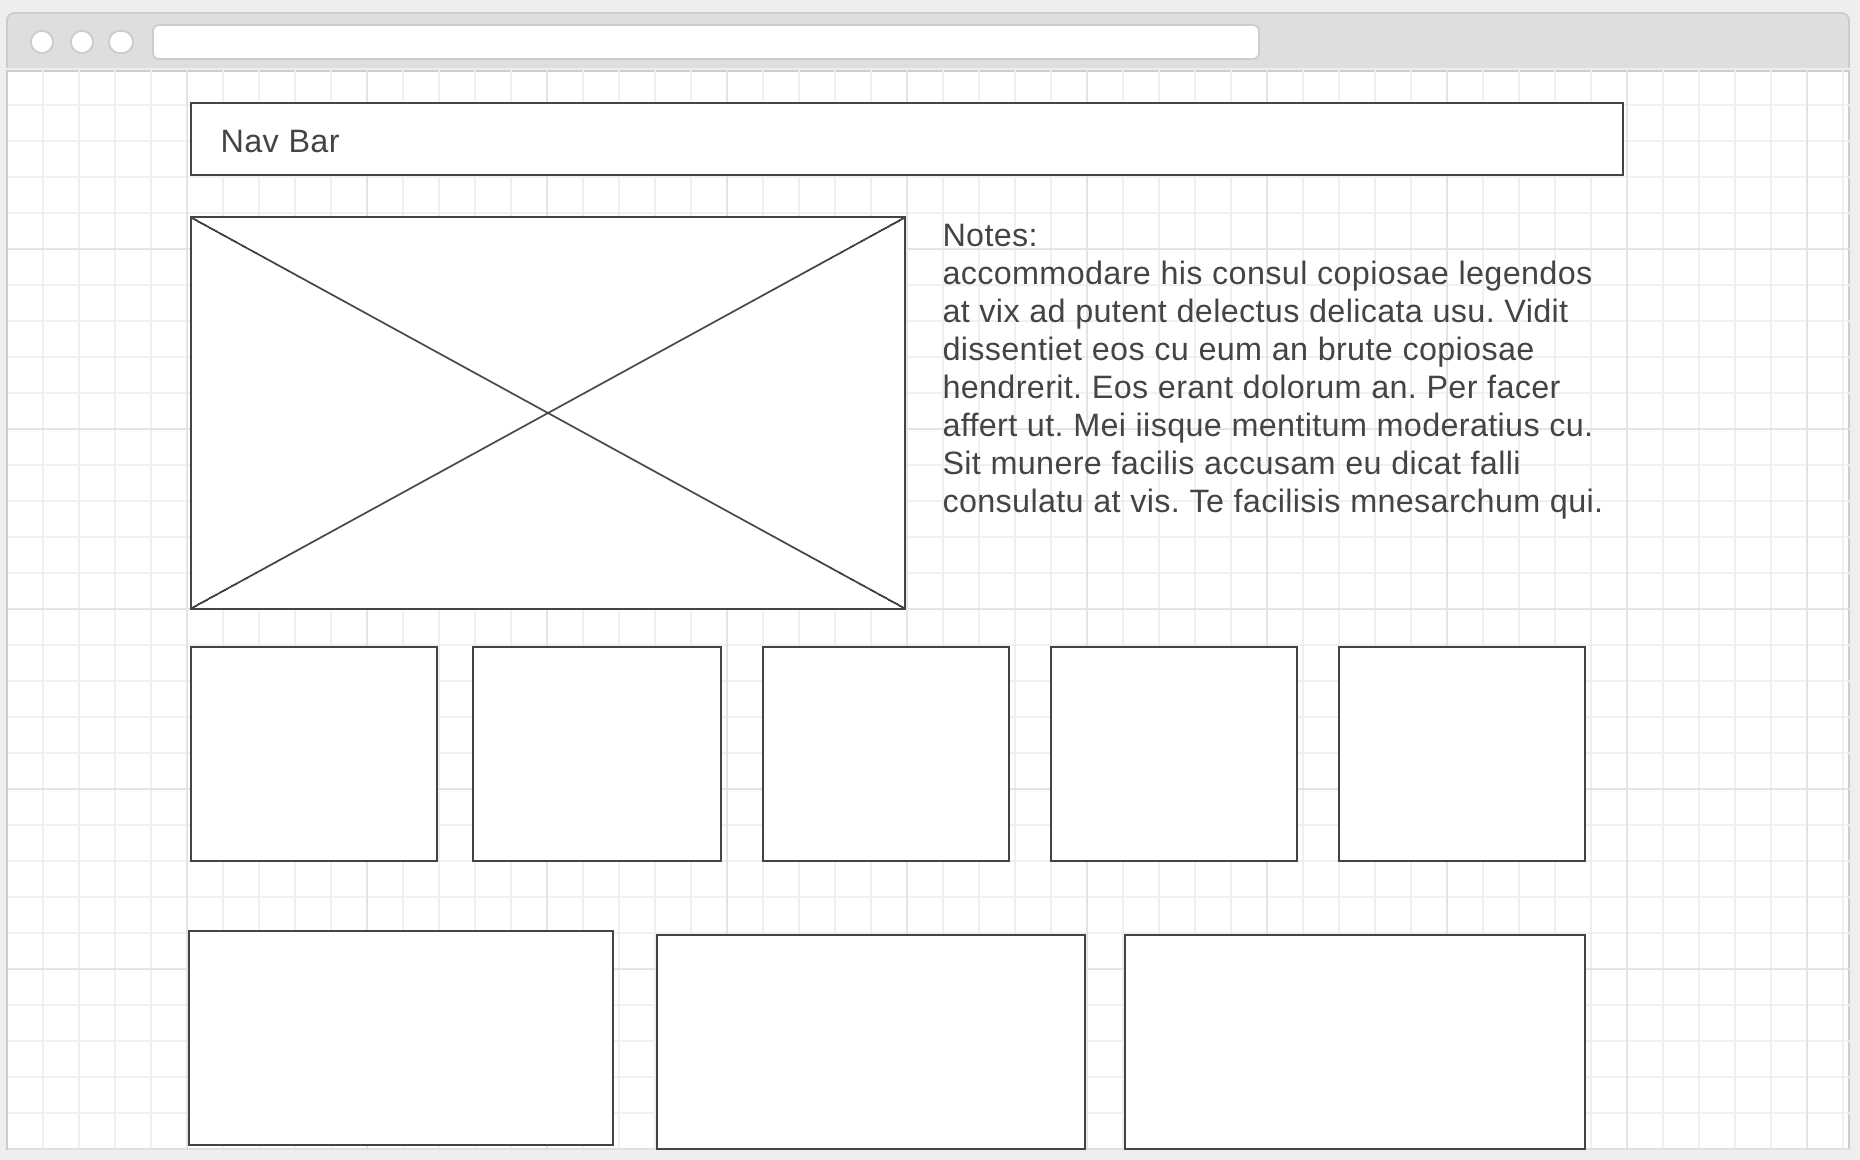 Nav Bar
Notes:
accommodare his consul copiosae legendos
at vix ad putent delectus delicata usu. Vidit
dissentiet eos cu eum an brute copiosae
hendrerit. Eos erant dolorum an. Per facer
affert ut. Mei iisque mentitum moderatius cu.
Sit munere facilis accusam eu dicat falli
consulatu at vis. Te facilisis mnesarchum qui.